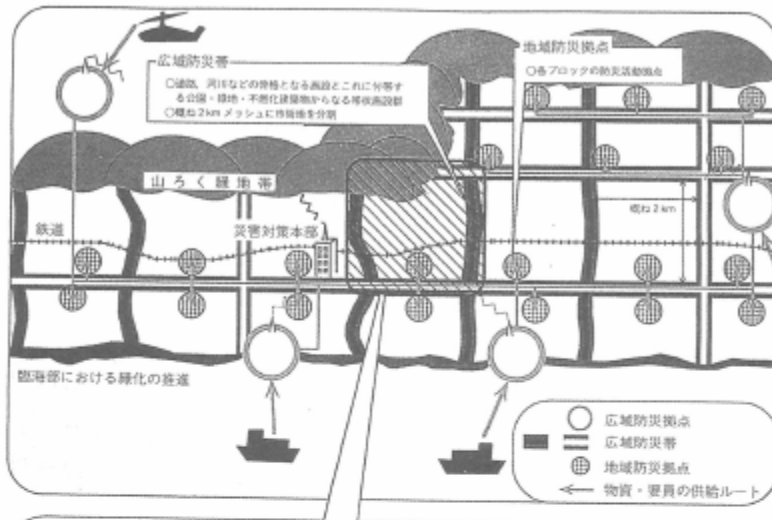 広域防災帯
○道路、河川などの骨格となる施設とこれに付帯す
る公園・緑地・不燃化建築物からなる帯状施設群
○概ね2kmメッシュに市街地を分割
地域防災拠点
○各ブロックの防災活動拠点
山ろく緑地帯
鉄道
災害対策本部
概ね2km
臨海部における緑化の推進
広域防災拠点
広域防災帯
地域防災拠点
物資・要員の供給ルート